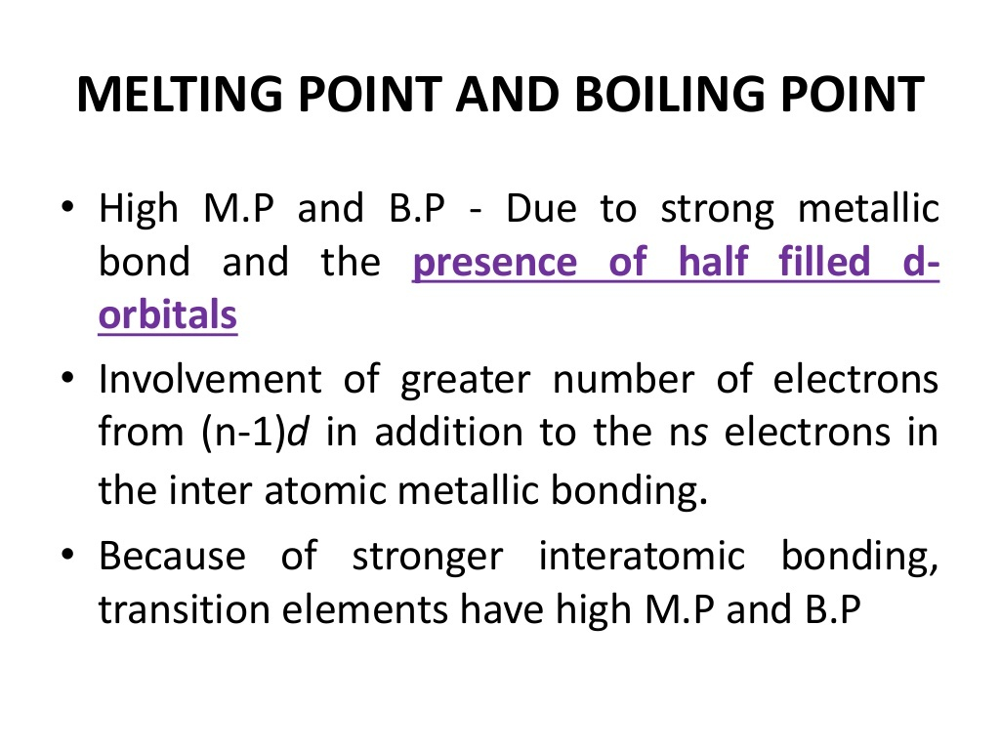 MELTING POINT AND BOILING POINT
• High M.P and B.P - Due to strong metallic
bond and the presence of half filled d-
orbitals
• Involvement of greater number of electrons
from (n-1)d in addition to the ns electrons in
the inter atomic metallic bonding.
• Because of stronger interatomic bonding,
transition elements have high M.P and B.P